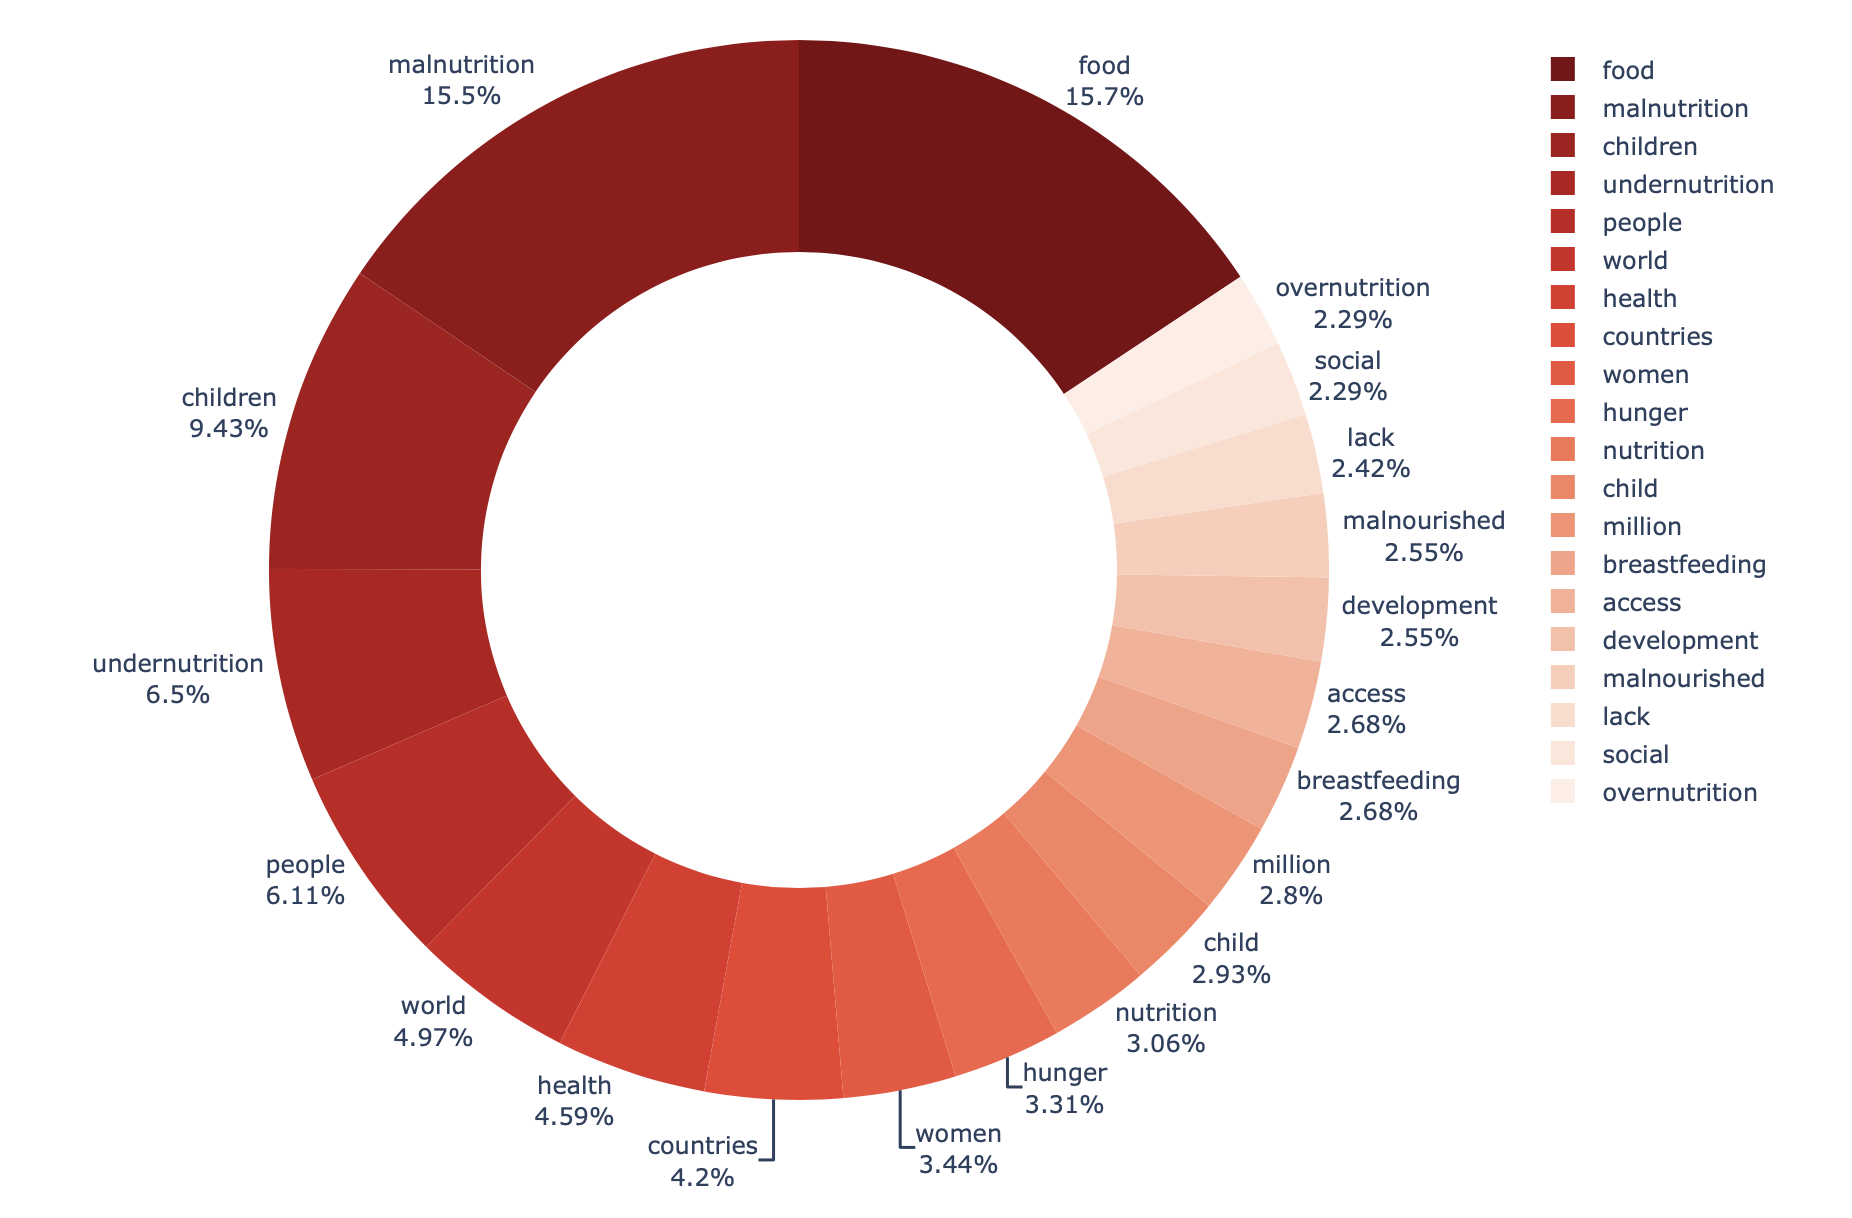 malnutrition
15.5%
food
15.7%
overnutrition
2.29%
social
2.29%
lack
2.42%
malnourished
2.55%
development
2.55%
access
2.68%
breastfeeding
2.68%
million
2.8%
child
2.93%
nutrition
3.06%
hunger
3.31%
women
3.44%
countries
4.2%
health
4.59%
world
4.97%
people
6.11%
undernutrition
6.5%
children
9.43%
food
malnutrition
children
undernutrition
people
world
health
countries
women
hunger
nutrition
child
million
breastfeeding
access
development
malnourished
lack
social
overnutrition